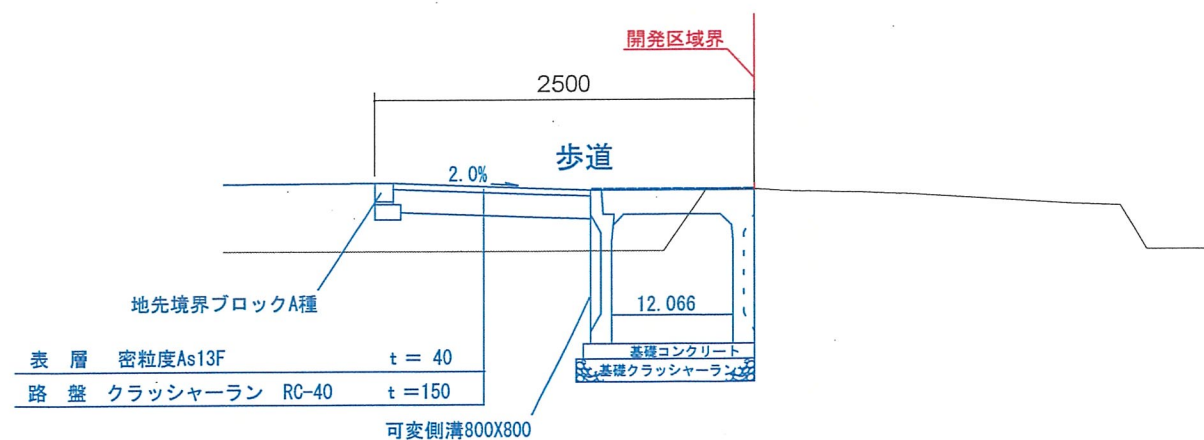 開発区域界
2500
歩道
2.0%
12.066
地先境界ブロックA種
基礎コンクリート
基礎クラッシャーラン
表 層 密粒度As13F t = 40
路 盤 クラッシャーラン RC-40 t =150
可変側溝800X800